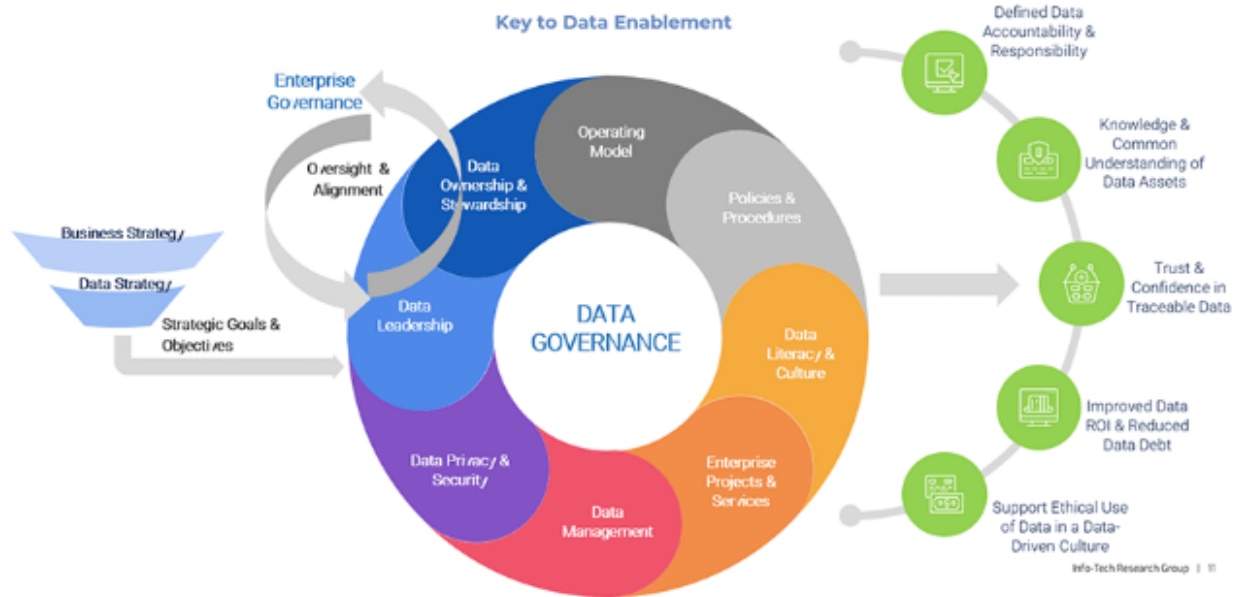 Key to Data Enablement
Enterprise
Governance
Oversight &
Alignment
Business Strategy
Data Strategy
Strategic Goals &
Objectives
DATA
GOVERNANCE
Operating
Model
Policies &
Procedures
Data
Literacy &
Culture
Enterprise
Projects &
Services
Data
Management
Data Privacy &
Security
Data
Leadership
Data
Ownership &
Stewardship
Defined Data
Accountability &
Responsibility
Knowledge &
Common
Understanding of
Data Assets
Trust &
Confidence in
Traceable Data
Improved Data
ROI & Reduced
Data Debt
Support Ethical Use
of Data in a Data-
Driven Culture
Info-Tech Research Group | 11